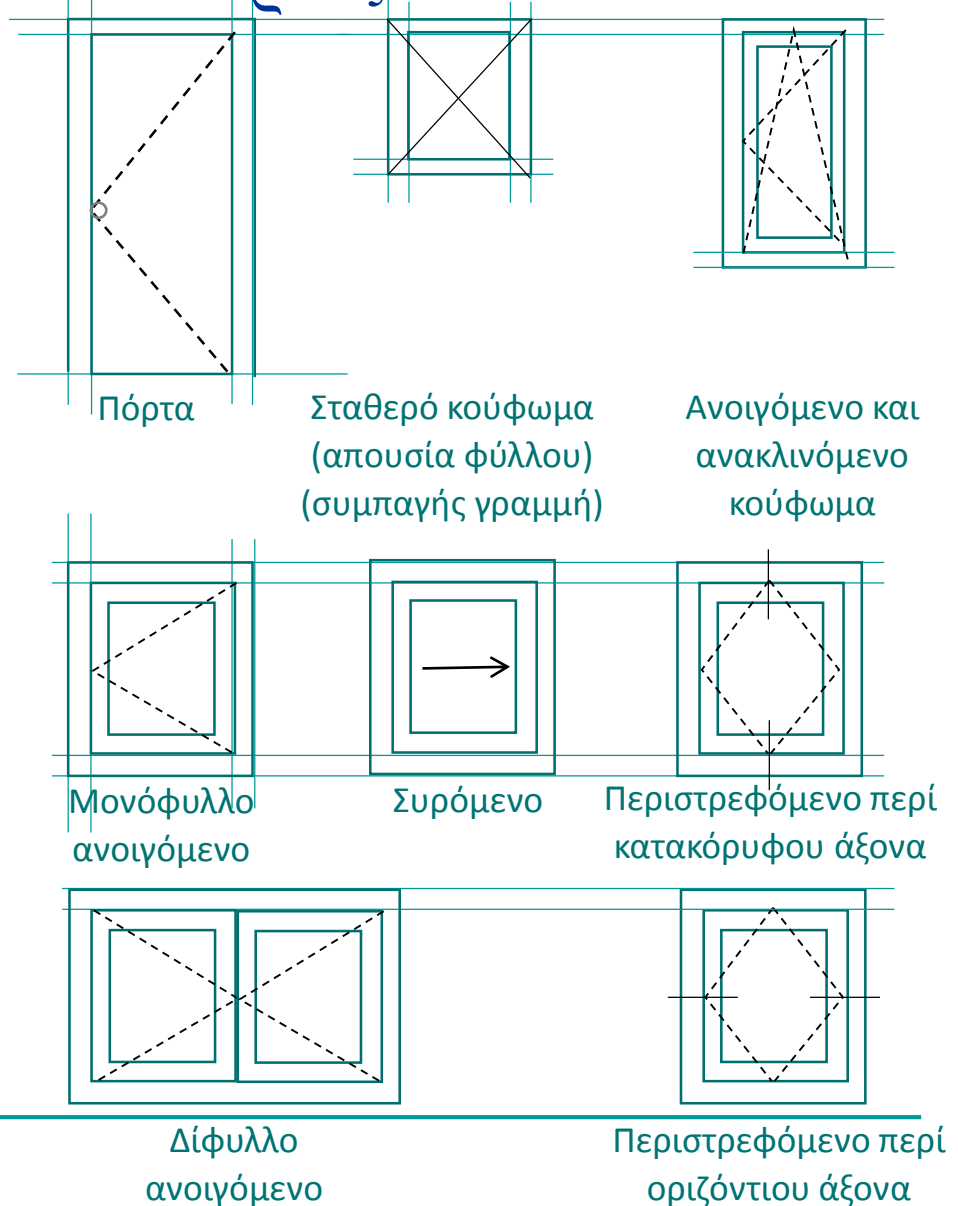 Πόρτα
Σταθερό κούφωμα
(απουσία φύλλου)
(συμπαγής γραμμή)
Ανοιγόμενο και
ανακλινόμενο
κούφωμα
Μονόφυλλο
ανοιγόμενο
Συρόμενο
Περιστρεφόμενο περί
κατακόρυφου άξονα
Δίφυλλο
ανοιγόμενο
Περιστρεφόμενο περί
οριζόντιου άξονα